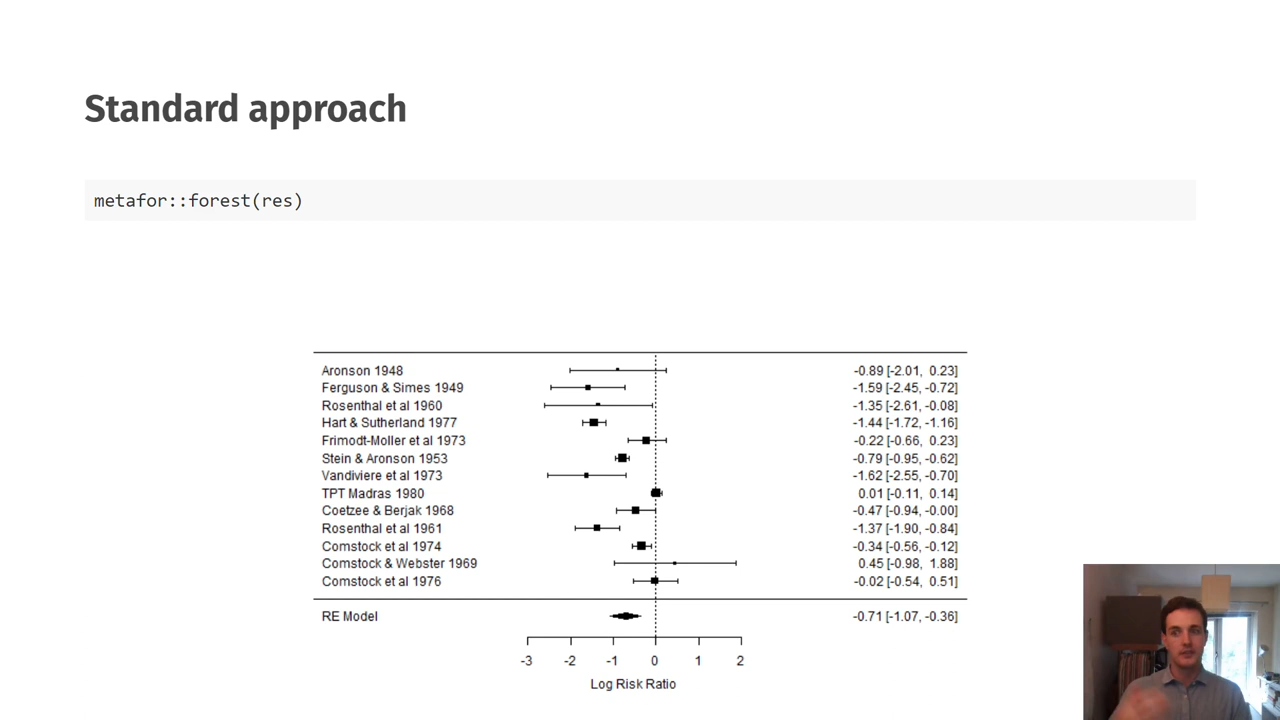 Standard approach
metafor::forest(res)
Aronson 1948 -0.89 [-2.01, 0.23]
Ferguson & Simes 1949 -1.59 [-2.45, -0.72]
Rosenthal et al 1960 -1.35 [-2.61, -0.08]
Hart & Sutherland 1977 -1.44 [-1.72, -1.16]
Frimodt-Moller et al 1973 -0.22 [-0.66, 0.23]
Stein & Aronson 1953 -0.79 [-0.95, -0.62]
Vandiviere et al 1973 -1.62 [-2.55, -0.70]
TPT Madras 1980 0.01 [-0.11, 0.14]
Coetzee & Berjak 1968 -0.47 [-0.94, -0.00]
Rosenthal et al 1961 -1.37 [-1.90, -0.84]
Comstock et al 1974 -0.34 [-0.56, -0.12]
Comstock & Webster 1969 0.45 [-0.98, 1.88]
Comstock et al 1976 -0.02 [-0.54, 0.51]
RE Model -0.71 [-1.07, -0.36]
-3 -2 -1 0 1 2
Log Risk Ratio